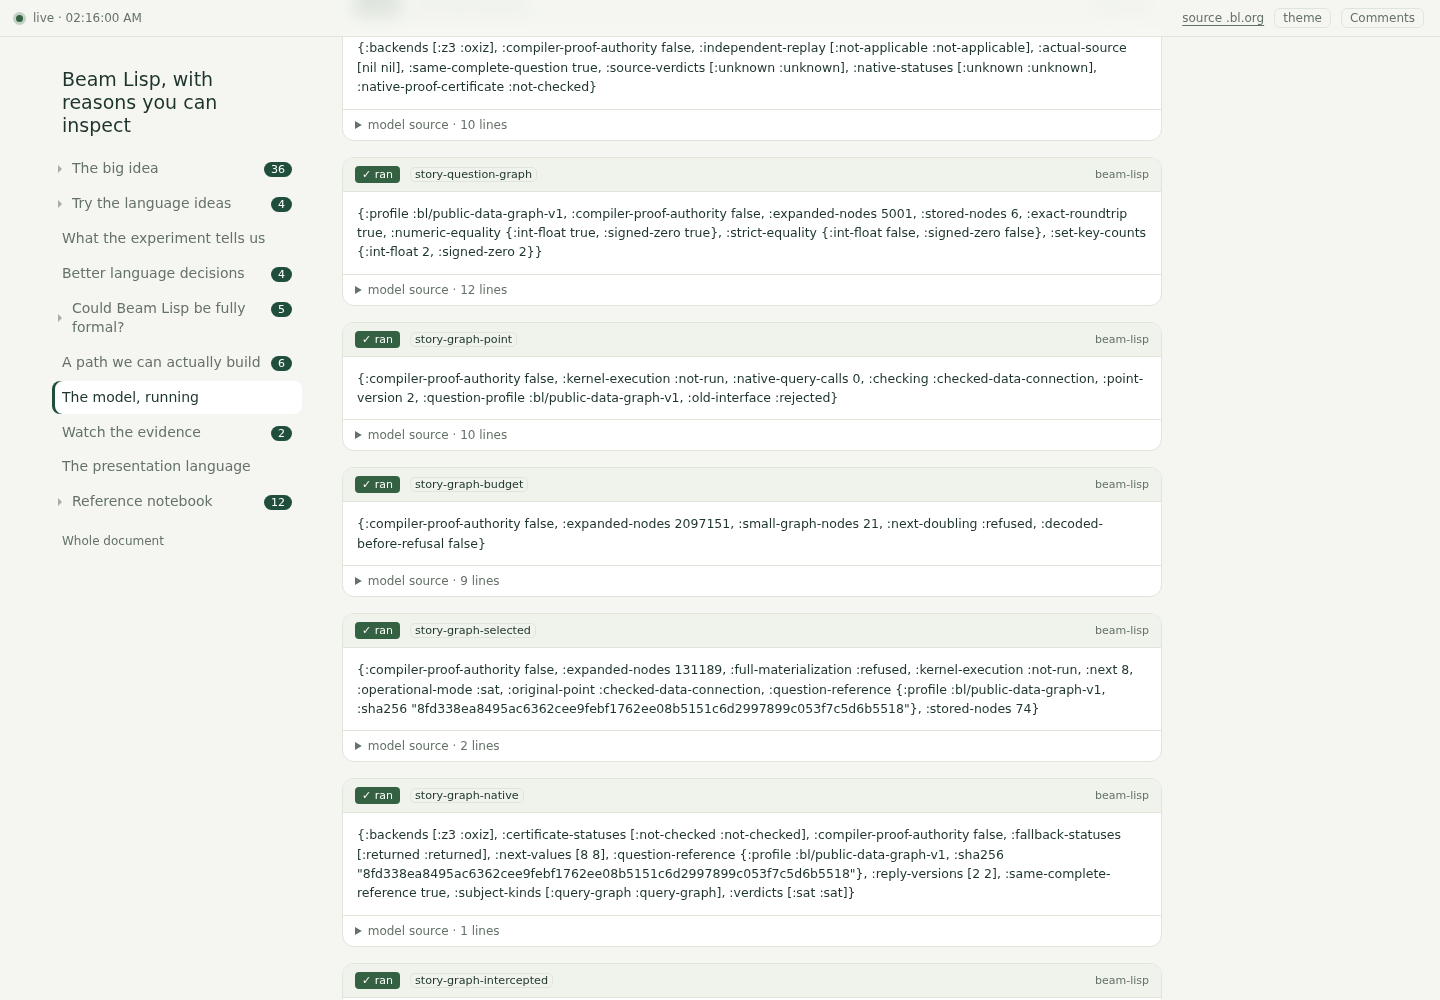 live · 02:16:00 AM
source .bl.org
theme
Comments
Beam Lisp, with
reasons you can
inspect
The big idea 36
Try the language ideas 4
What the experiment tells us
Better language decisions 4
Could Beam Lisp be fully
formal? 5
A path we can actually build 6
The model, running
Watch the evidence 2
The presentation language
Reference notebook 12
Whole document
{:backends [:z3 :oxiz], :compiler-proof-authority false, :independent-replay [:not-applicable :not-applicable], :actual-source
[nil nil], :same-complete-question true, :source-verdicts [:unknown :unknown], :native-statuses [:unknown :unknown],
:native-proof-certificate :not-checked}
▶ model source · 10 lines
✓ ran story-question-graph beam-lisp
{:profile :bl/public-data-graph-v1, :compiler-proof-authority false, :expanded-nodes 5001, :stored-nodes 6, :exact-roundtrip
true, :numeric-equality {:int-float true, :signed-zero true}, :strict-equality {:int-float false, :signed-zero false}, :set-key-counts
{:int-float 2, :signed-zero 2}}
▶ model source · 12 lines
✓ ran story-graph-point beam-lisp
{:compiler-proof-authority false, :kernel-execution :not-run, :native-query-calls 0, :checking :checked-data-connection, :point-
version 2, :question-profile :bl/public-data-graph-v1, :old-interface :rejected}
▶ model source · 10 lines
✓ ran story-graph-budget beam-lisp
{:compiler-proof-authority false, :expanded-nodes 2097151, :small-graph-nodes 21, :next-doubling :refused, :decoded-
before-refusal false}
▶ model source · 9 lines
✓ ran story-graph-selected beam-lisp
{:compiler-proof-authority false, :expanded-nodes 131189, :full-materialization :refused, :kernel-execution :not-run, :next 8,
:operational-mode :sat, :original-point :checked-data-connection, :question-reference {:profile :bl/public-data-graph-v1,
:sha256 "8fd338ea8495ac6362cee9febf1762ee08b5151c6d2997899c053f7c5d6b5518"}, :stored-nodes 74}
▶ model source · 2 lines
✓ ran story-graph-native beam-lisp
{:backends [:z3 :oxiz], :certificate-statuses [:not-checked :not-checked], :compiler-proof-authority false, :fallback-statuses
[:returned :returned], :next-values [8 8], :question-reference {:profile :bl/public-data-graph-v1, :sha256
"8fd338ea8495ac6362cee9febf1762ee08b5151c6d2997899c053f7c5d6b5518"}, :reply-versions [2 2], :same-complete-
reference true, :subject-kinds [:query-graph :query-graph], :verdicts [:sat :sat]}
▶ model source · 1 lines
✓ ran story-graph-intercepted beam-lisp